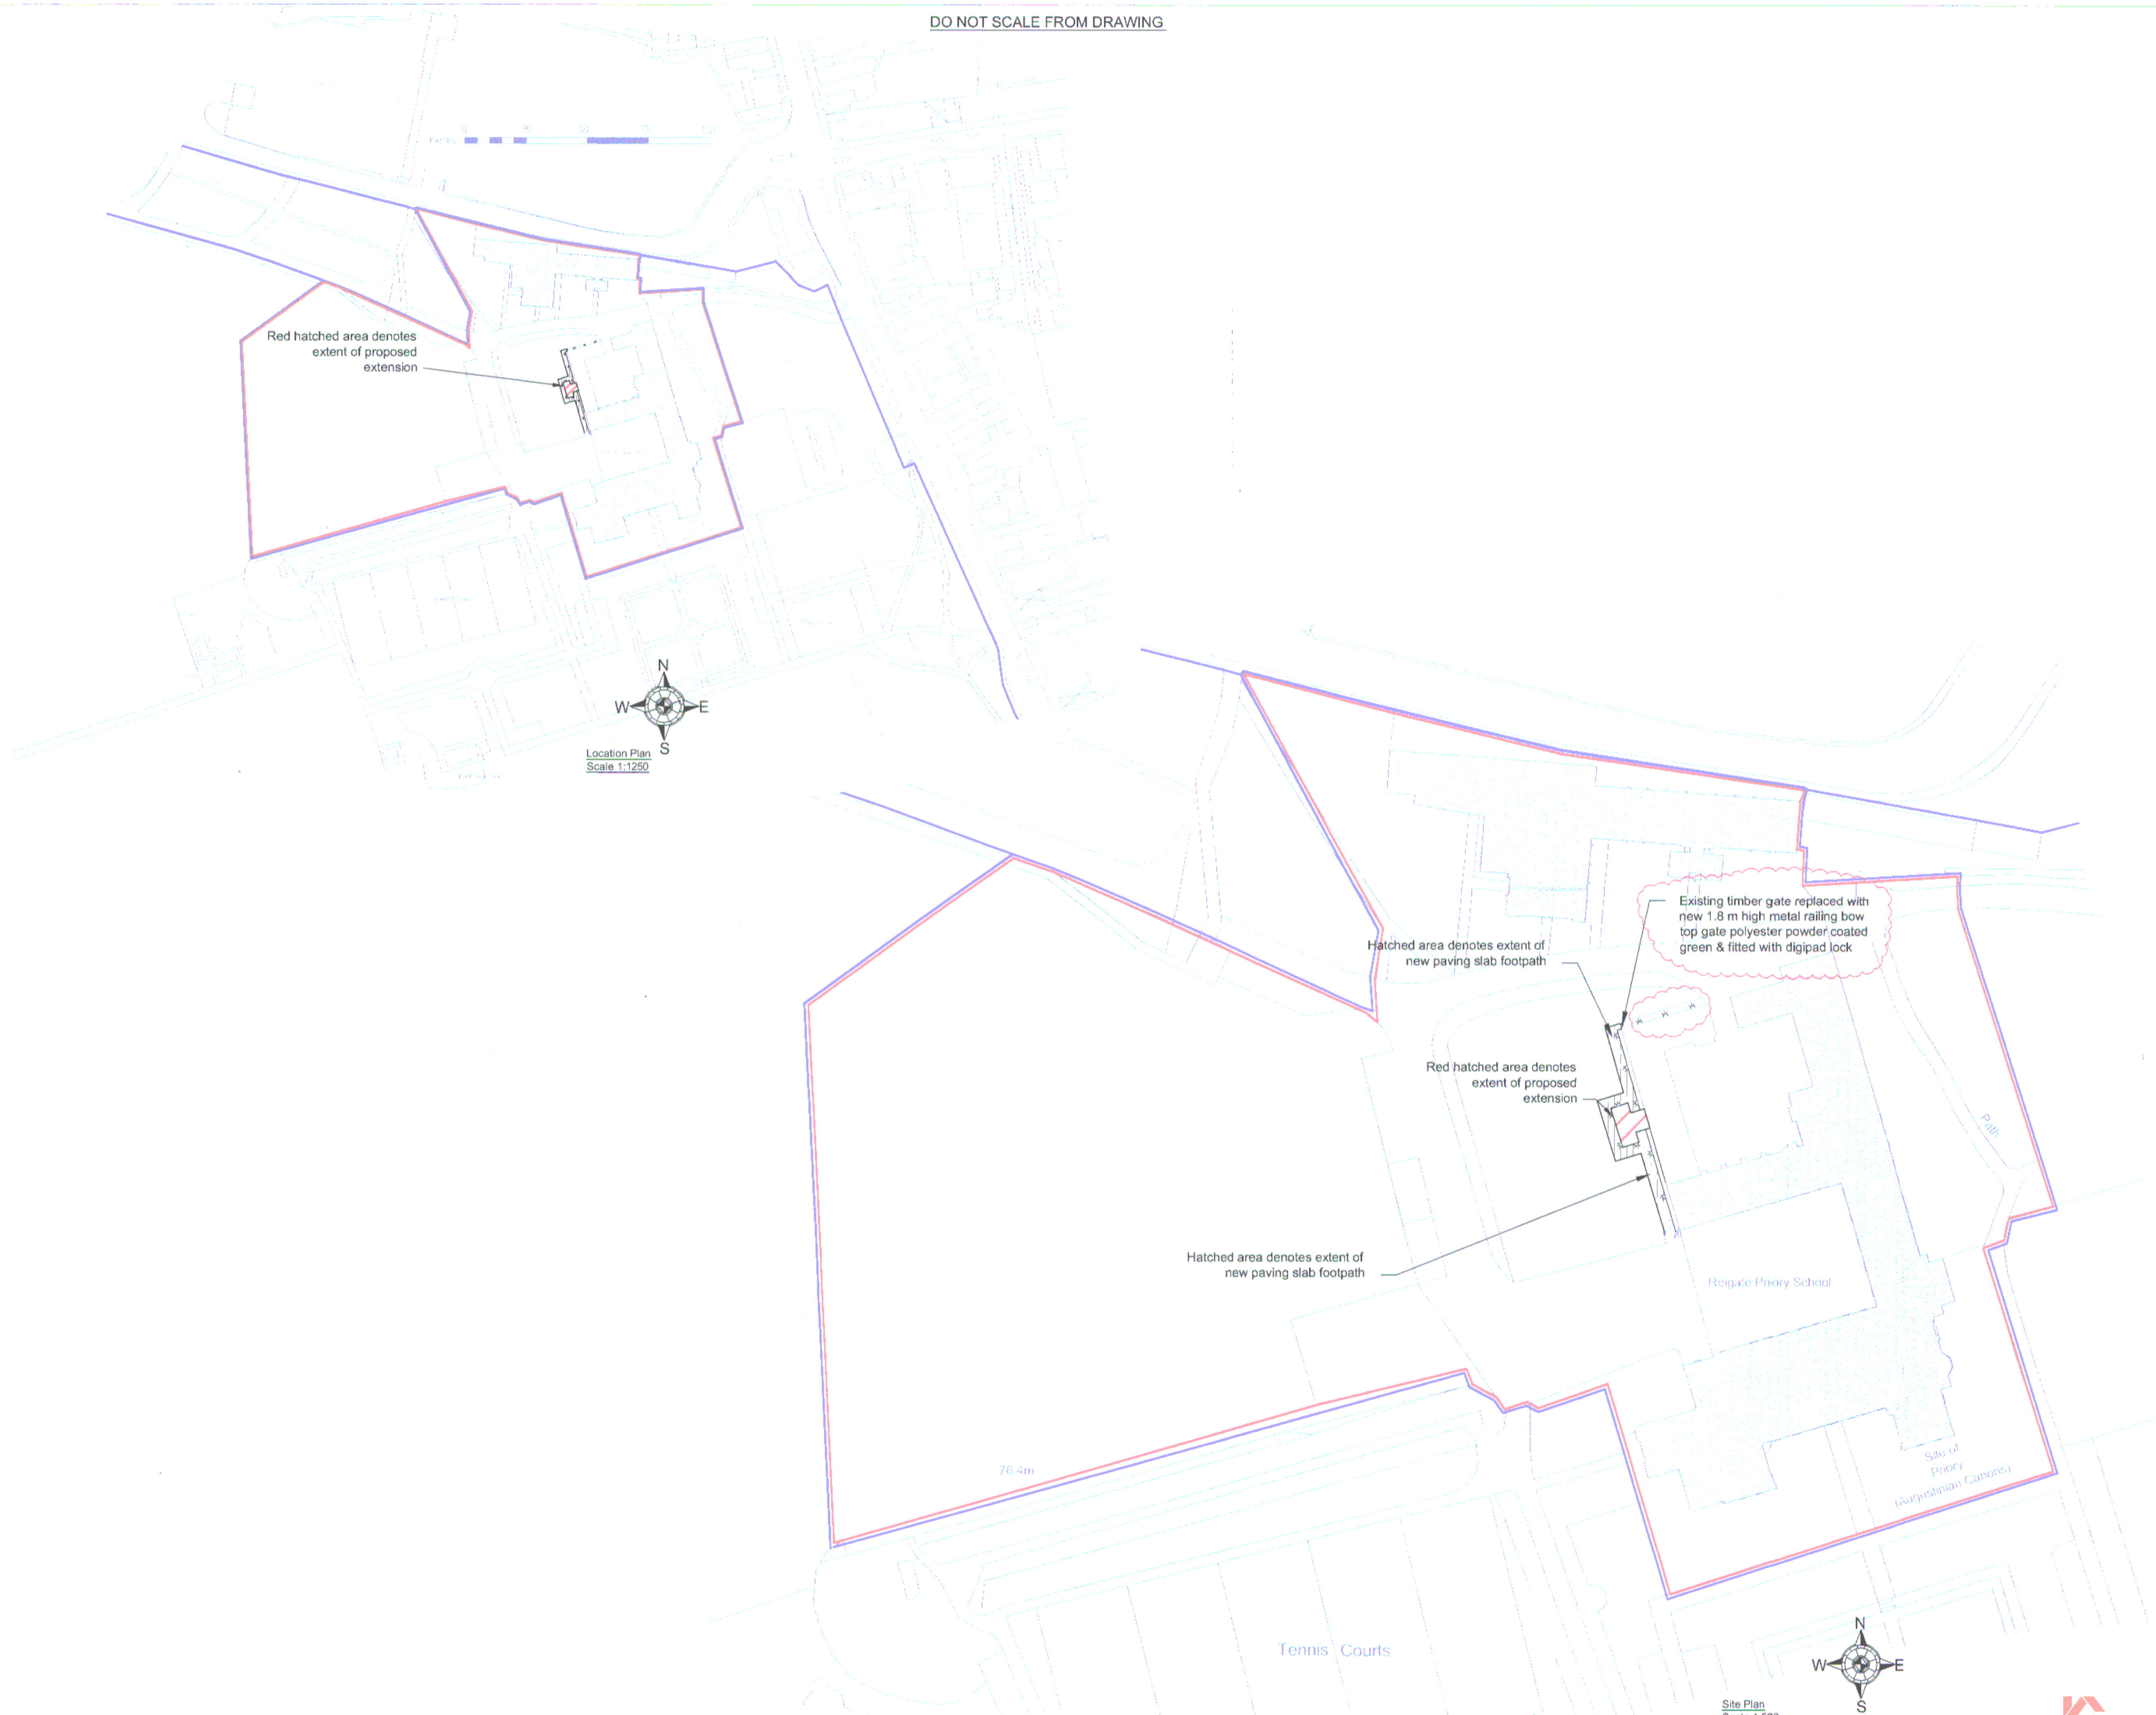 DO NOT SCALE FROM DRAWING
Red hatched area denotes
extent of proposed
extension
N
W
E
S
Location Plan
Scale 1:1250
Existing timber gate replaced with
new 1.8 m high metal railing bow
top gate polyester powder coated
green & fitted with digipad lock
Hatched area denotes extent of
new paving slab footpath
Red hatched area denotes
extent of proposed
extension
Path
Hatched area denotes extent of
new paving slab footpath
Reigate Priory School
76.4m
Site of
Priory
(Augustinian Canons)
Tennis Courts
N
W
E
S
Site Plan